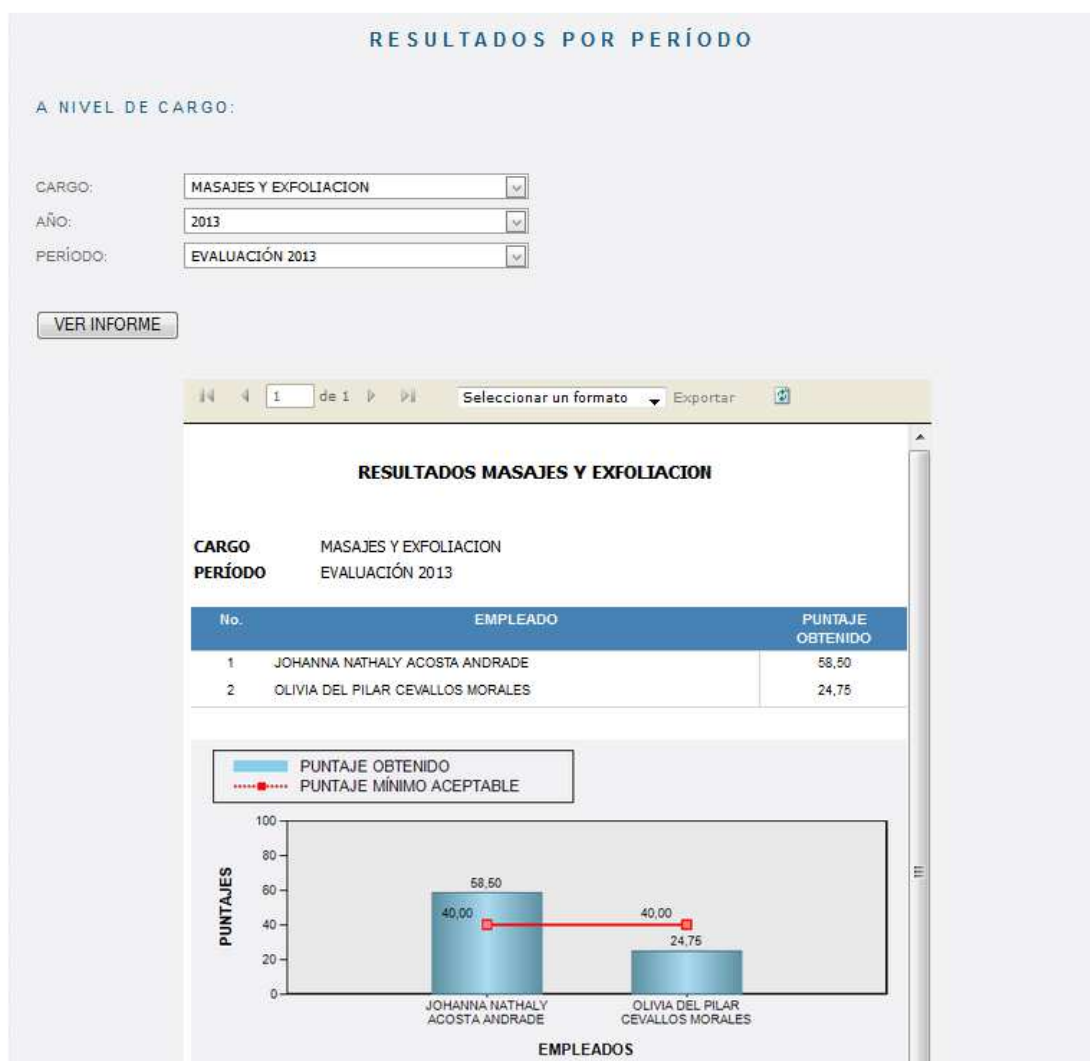 RESULTADOS POR PERÍODO
A NIVEL DE CARGO:
CARGO: MASAJES Y EXFOLIACION
AÑO: 2013
PERÍODO: EVALUACIÓN 2013
VER INFORME
1 de 1 Seleccionar un formato Exportar
RESULTADOS MASAJES Y EXFOLIACION
CARGO MASAJES Y EXFOLIACION
PERÍODO EVALUACIÓN 2013
No. EMPLEADO PUNTAJE OBTENIDO
1 JOHANNA NATHALY ACOSTA ANDRADE 58,50
2 OLIVIA DEL PILAR CEVALLOS MORALES 24,75
PUNTAJE OBTENIDO
PUNTAJE MÍNIMO ACEPTABLE
PUNTAJES
100
80
60
40
20
0
58,50
40,00 40,00
24,75
JOHANNA NATHALY ACOSTA ANDRADE
OLIVIA DEL PILAR CEVALLOS MORALES
EMPLEADOS